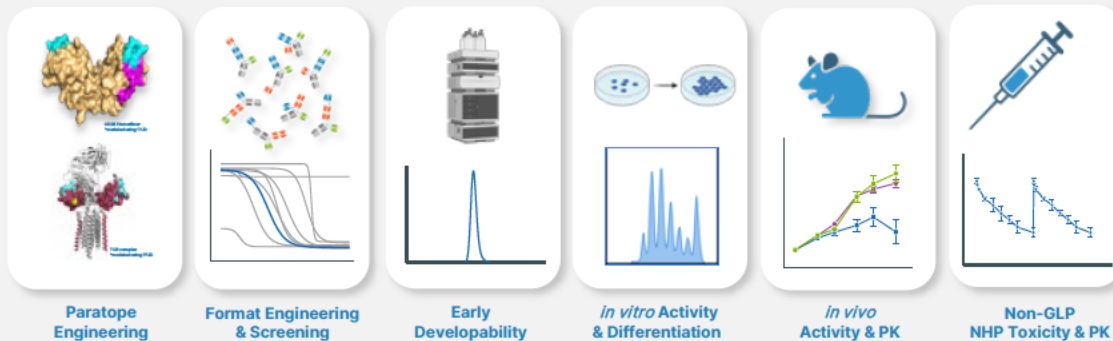 Paratope
Engineering
Format Engineering
& Screening
Early
Developability
in vitro Activity
& Differentiation
in vivo
Activity & PK
Non-GLP
NHP Toxicity & PK